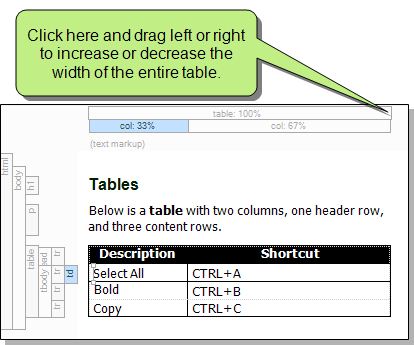 Click here and drag left or right
to increase or decrease the
width of the entire table.
table: 100%
col: 33% col: 67%
(text markup)
html
body
h1
p
table
tbody
tr
tr
tr
td
Tables
Below is a table with two columns, one header row,
and three content rows.
Description Shortcut
Select All CTRL+A
Bold CTRL+B
Copy CTRL+C